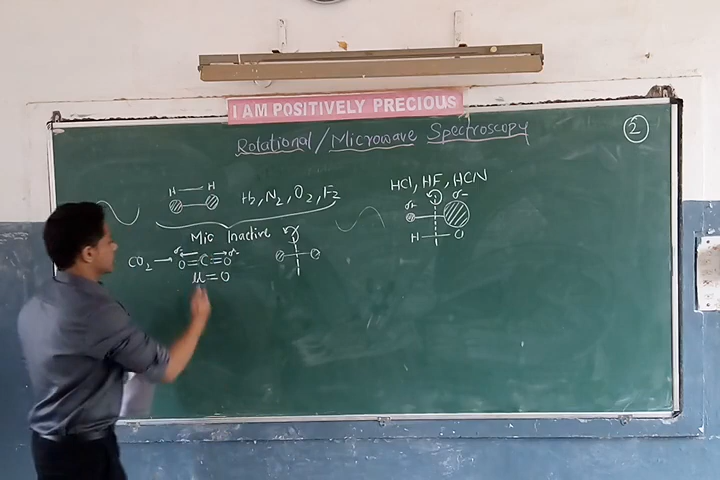 I AM POSITIVELY PRECIOUS
Rotational/Microwave Spectroscopy
2
H — H
H2, N2, O2, F2
Mic Inactive
CO2 → O=C=O
δ- δ-
μ=0
HCl, HF, HCN
δ+ δ-
H — Cl